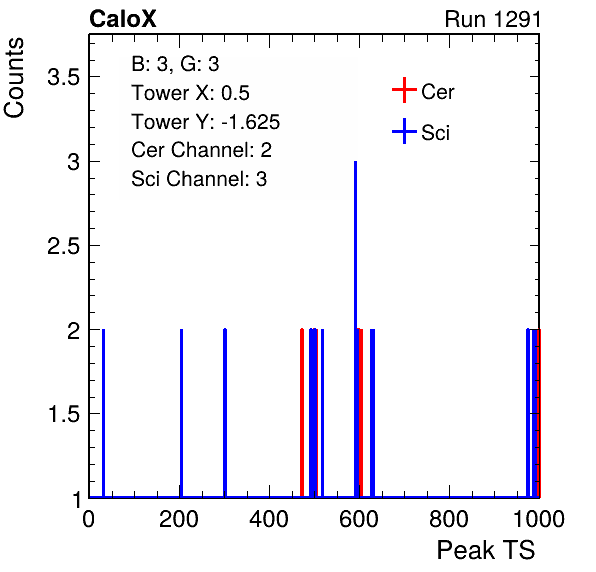 CaloX Run 1291
Counts
B: 3, G: 3
Tower X: 0.5
Tower Y: -1.625
Cer Channel: 2
Sci Channel: 3
Cer
Sci
3.5
3
2.5
2
1.5
1
0 200 400 600 800 1000
Peak TS